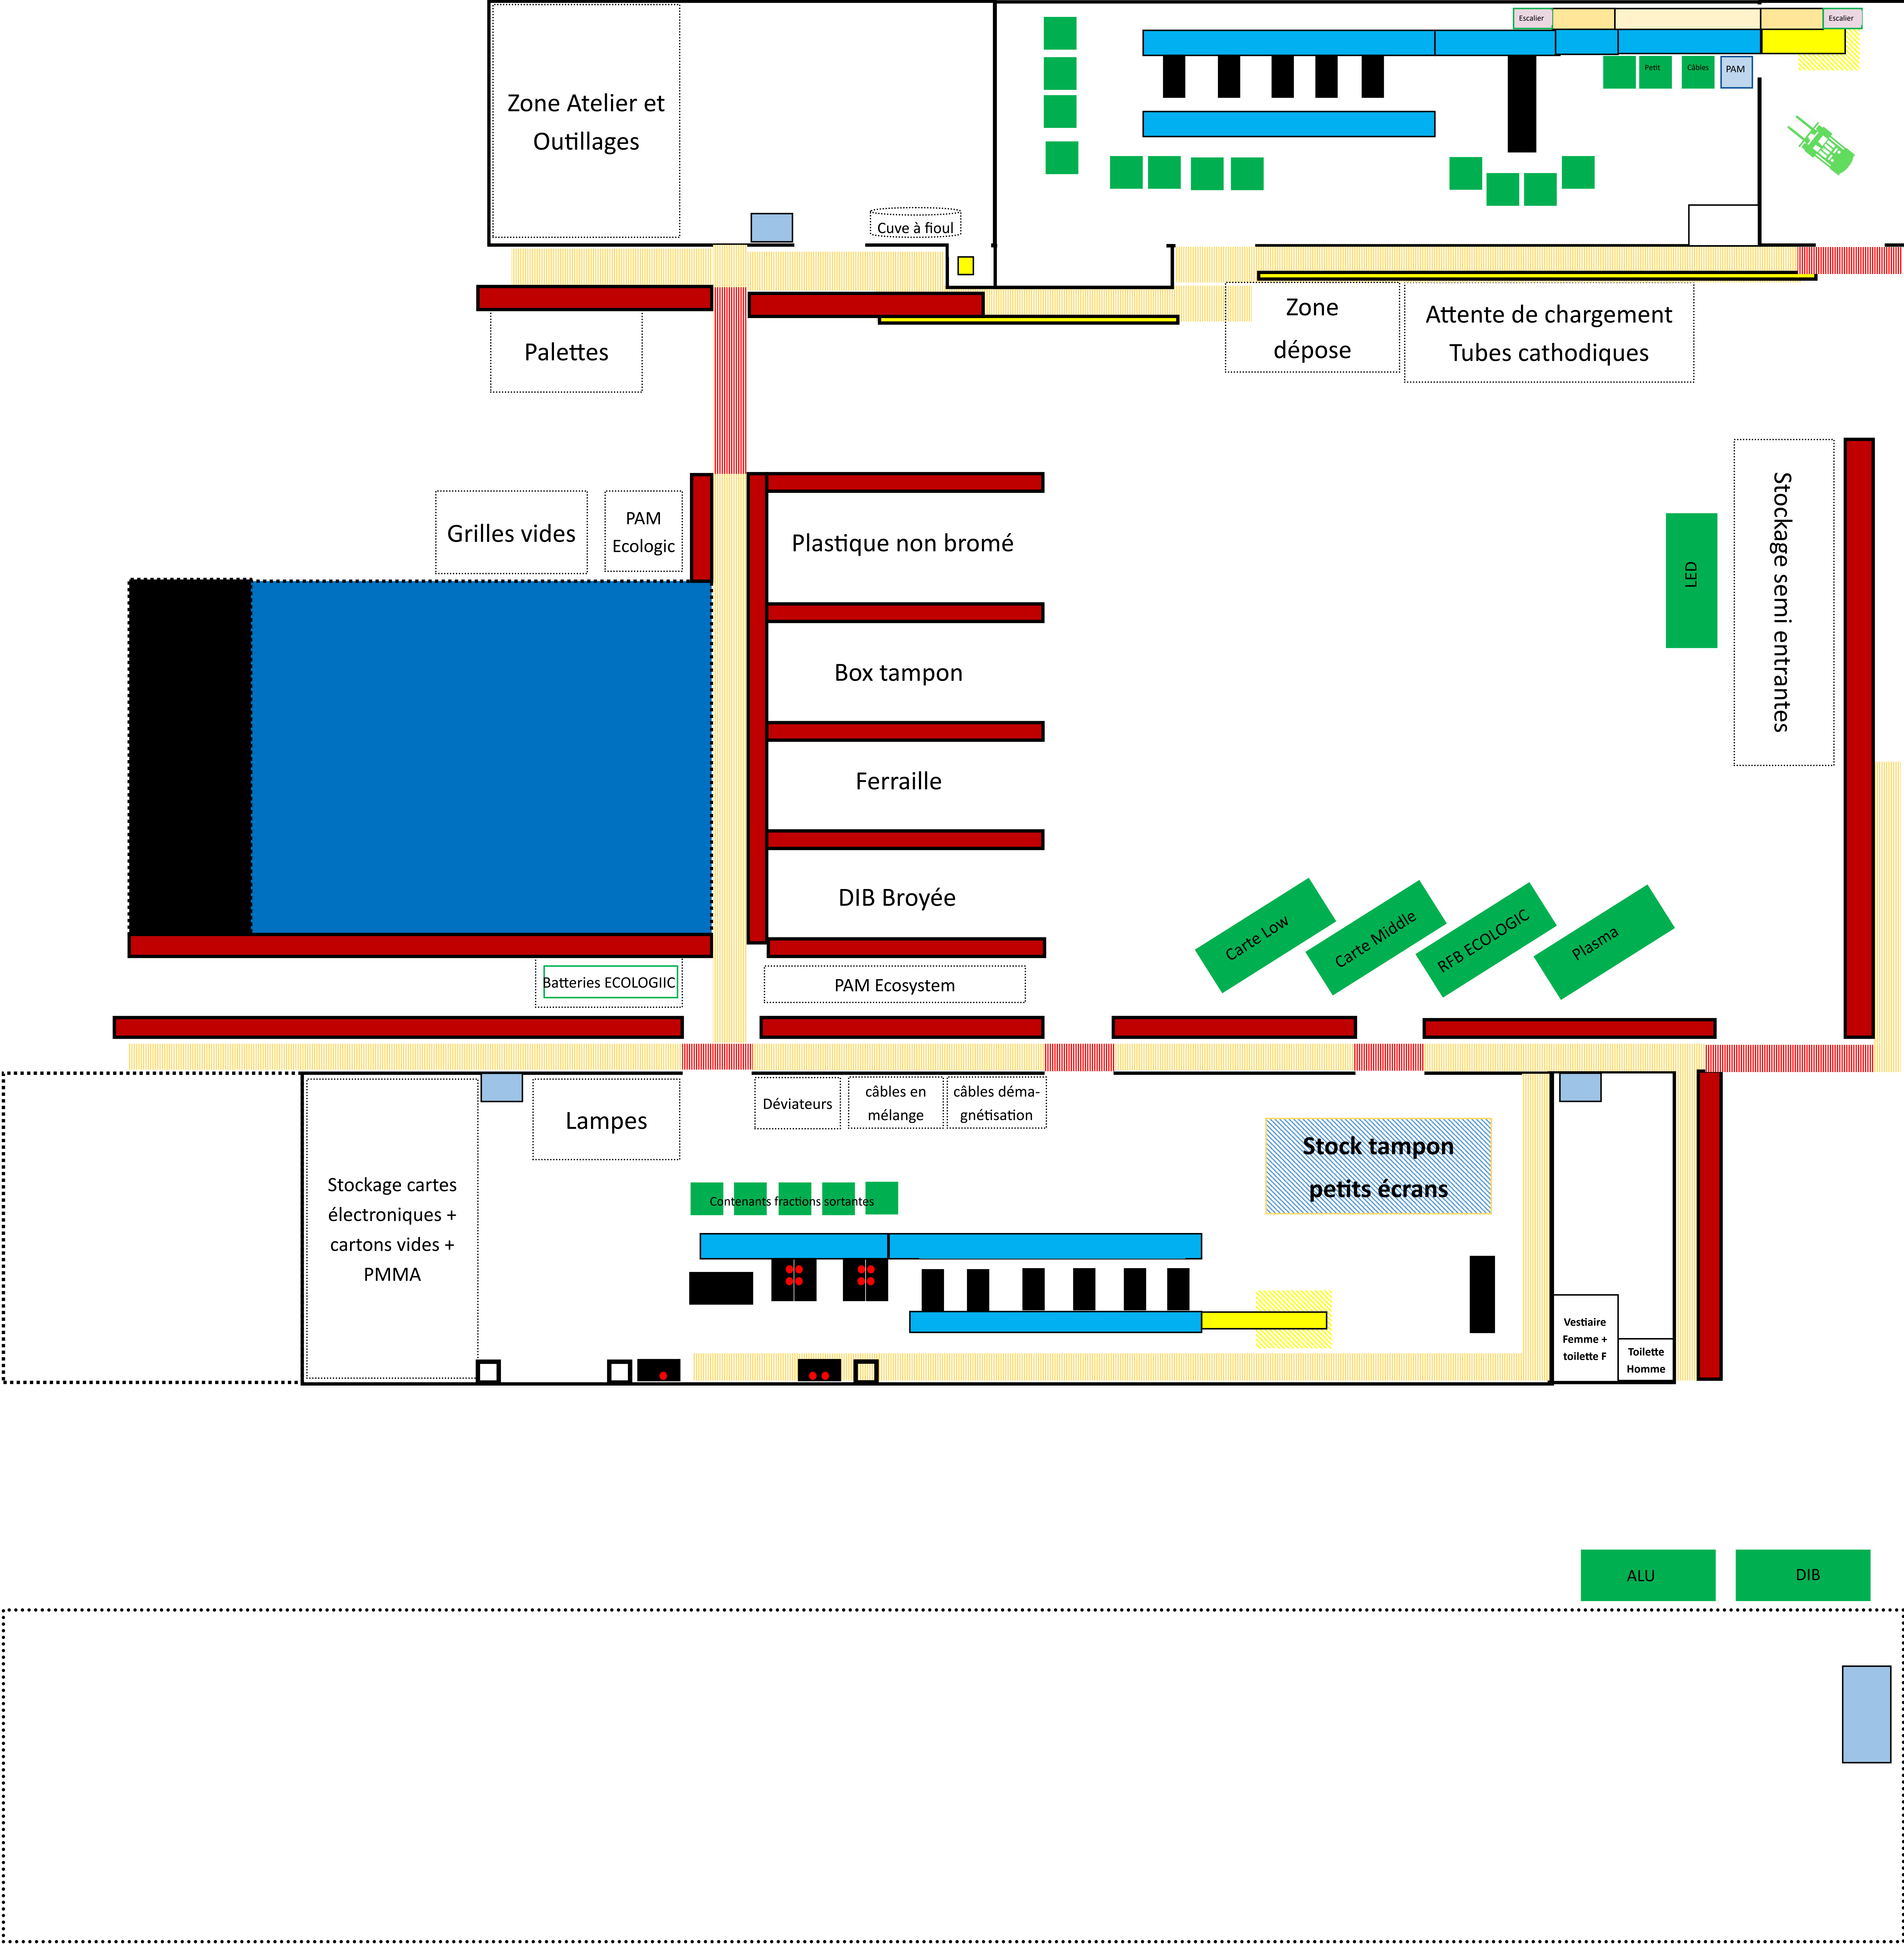 Escalier
Escalier
Petit
Câbles
PAM
Zone Atelier et
Outillages
Cuve à fioul
Zone
dépose
Attente de chargement
Tubes cathodiques
Palettes
Grilles vides
PAM
Ecologic
Plastique non bromé
Box tampon
Ferraille
DIB Broyée
LED
Stockage semi entrantes
Carte Low
Carte Middle
RFB ECOLOGIC
Plasma
Batteries ECOLOGIIC
PAM Ecosystem
Déviateurs
câbles en
mélange
câbles déma-
gnétisation
Lampes
Stock tampon
petits écrans
Stockage cartes
électroniques +
cartons vides +
PMMA
Contenants fractions sortantes
Vestiaire
Femme +
toilette F
Toilette
Homme
ALU
DIB